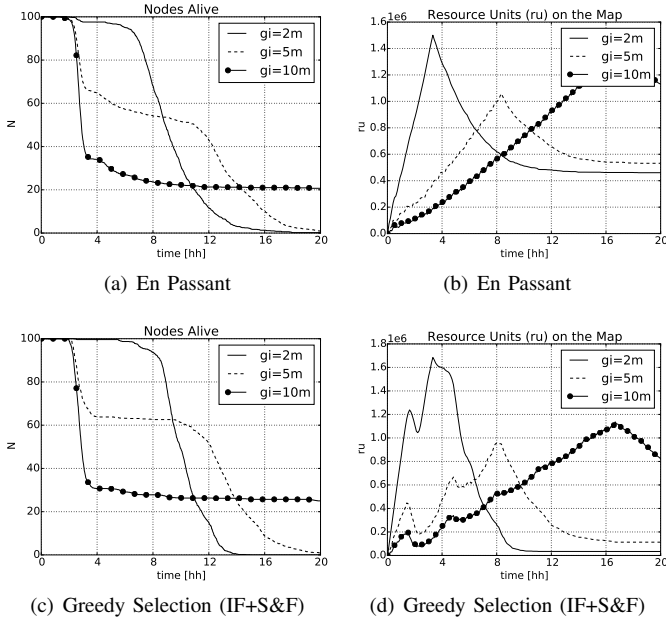 Nodes Alive
100
80
60
40
20
0
N
0 4 8 12 16 20
time [hh]
gi=2m
gi=5m
gi=10m
(a) En Passant
Resource Units (ru) on the Map
1e6
1.6
1.4
1.2
1.0
0.8
0.6
0.4
0.2
0.0
ru
0 4 8 12 16 20
time [hh]
gi=2m
gi=5m
gi=10m
(b) En Passant
Nodes Alive
100
80
60
40
20
0
N
0 4 8 12 16 20
time [hh]
gi=2m
gi=5m
gi=10m
(c) Greedy Selection (IF+S&F)
Resource Units (ru) on the Map
1e6
1.8
1.6
1.4
1.2
1.0
0.8
0.6
0.4
0.2
0.0
ru
0 4 8 12 16 20
time [hh]
gi=2m
gi=5m
gi=10m
(d) Greedy Selection (IF+S&F)